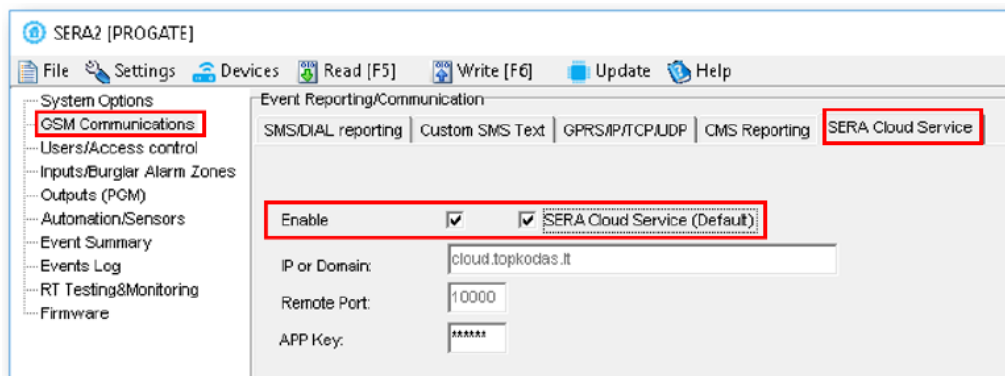 SERA2 [PROGATE]
File Settings Devices Read [F5] Write [F6] Update Help
System Options
GSM Communications
Users/Access control
Inputs/Burglar Alarm Zones
Outputs (PGM)
Automation/Sensors
Event Summary
Events Log
RT Testing&Monitoring
Firmware
Event Reporting/Communication
SMS/DIAL reporting Custom SMS Text GPRS/IP/TCP/UDP CMS Reporting SERA Cloud Service
Enable SERA Cloud Service (Default)
IP or Domain: cloud.topkodas.lt
Remote Port: 10000
APP Key: ******